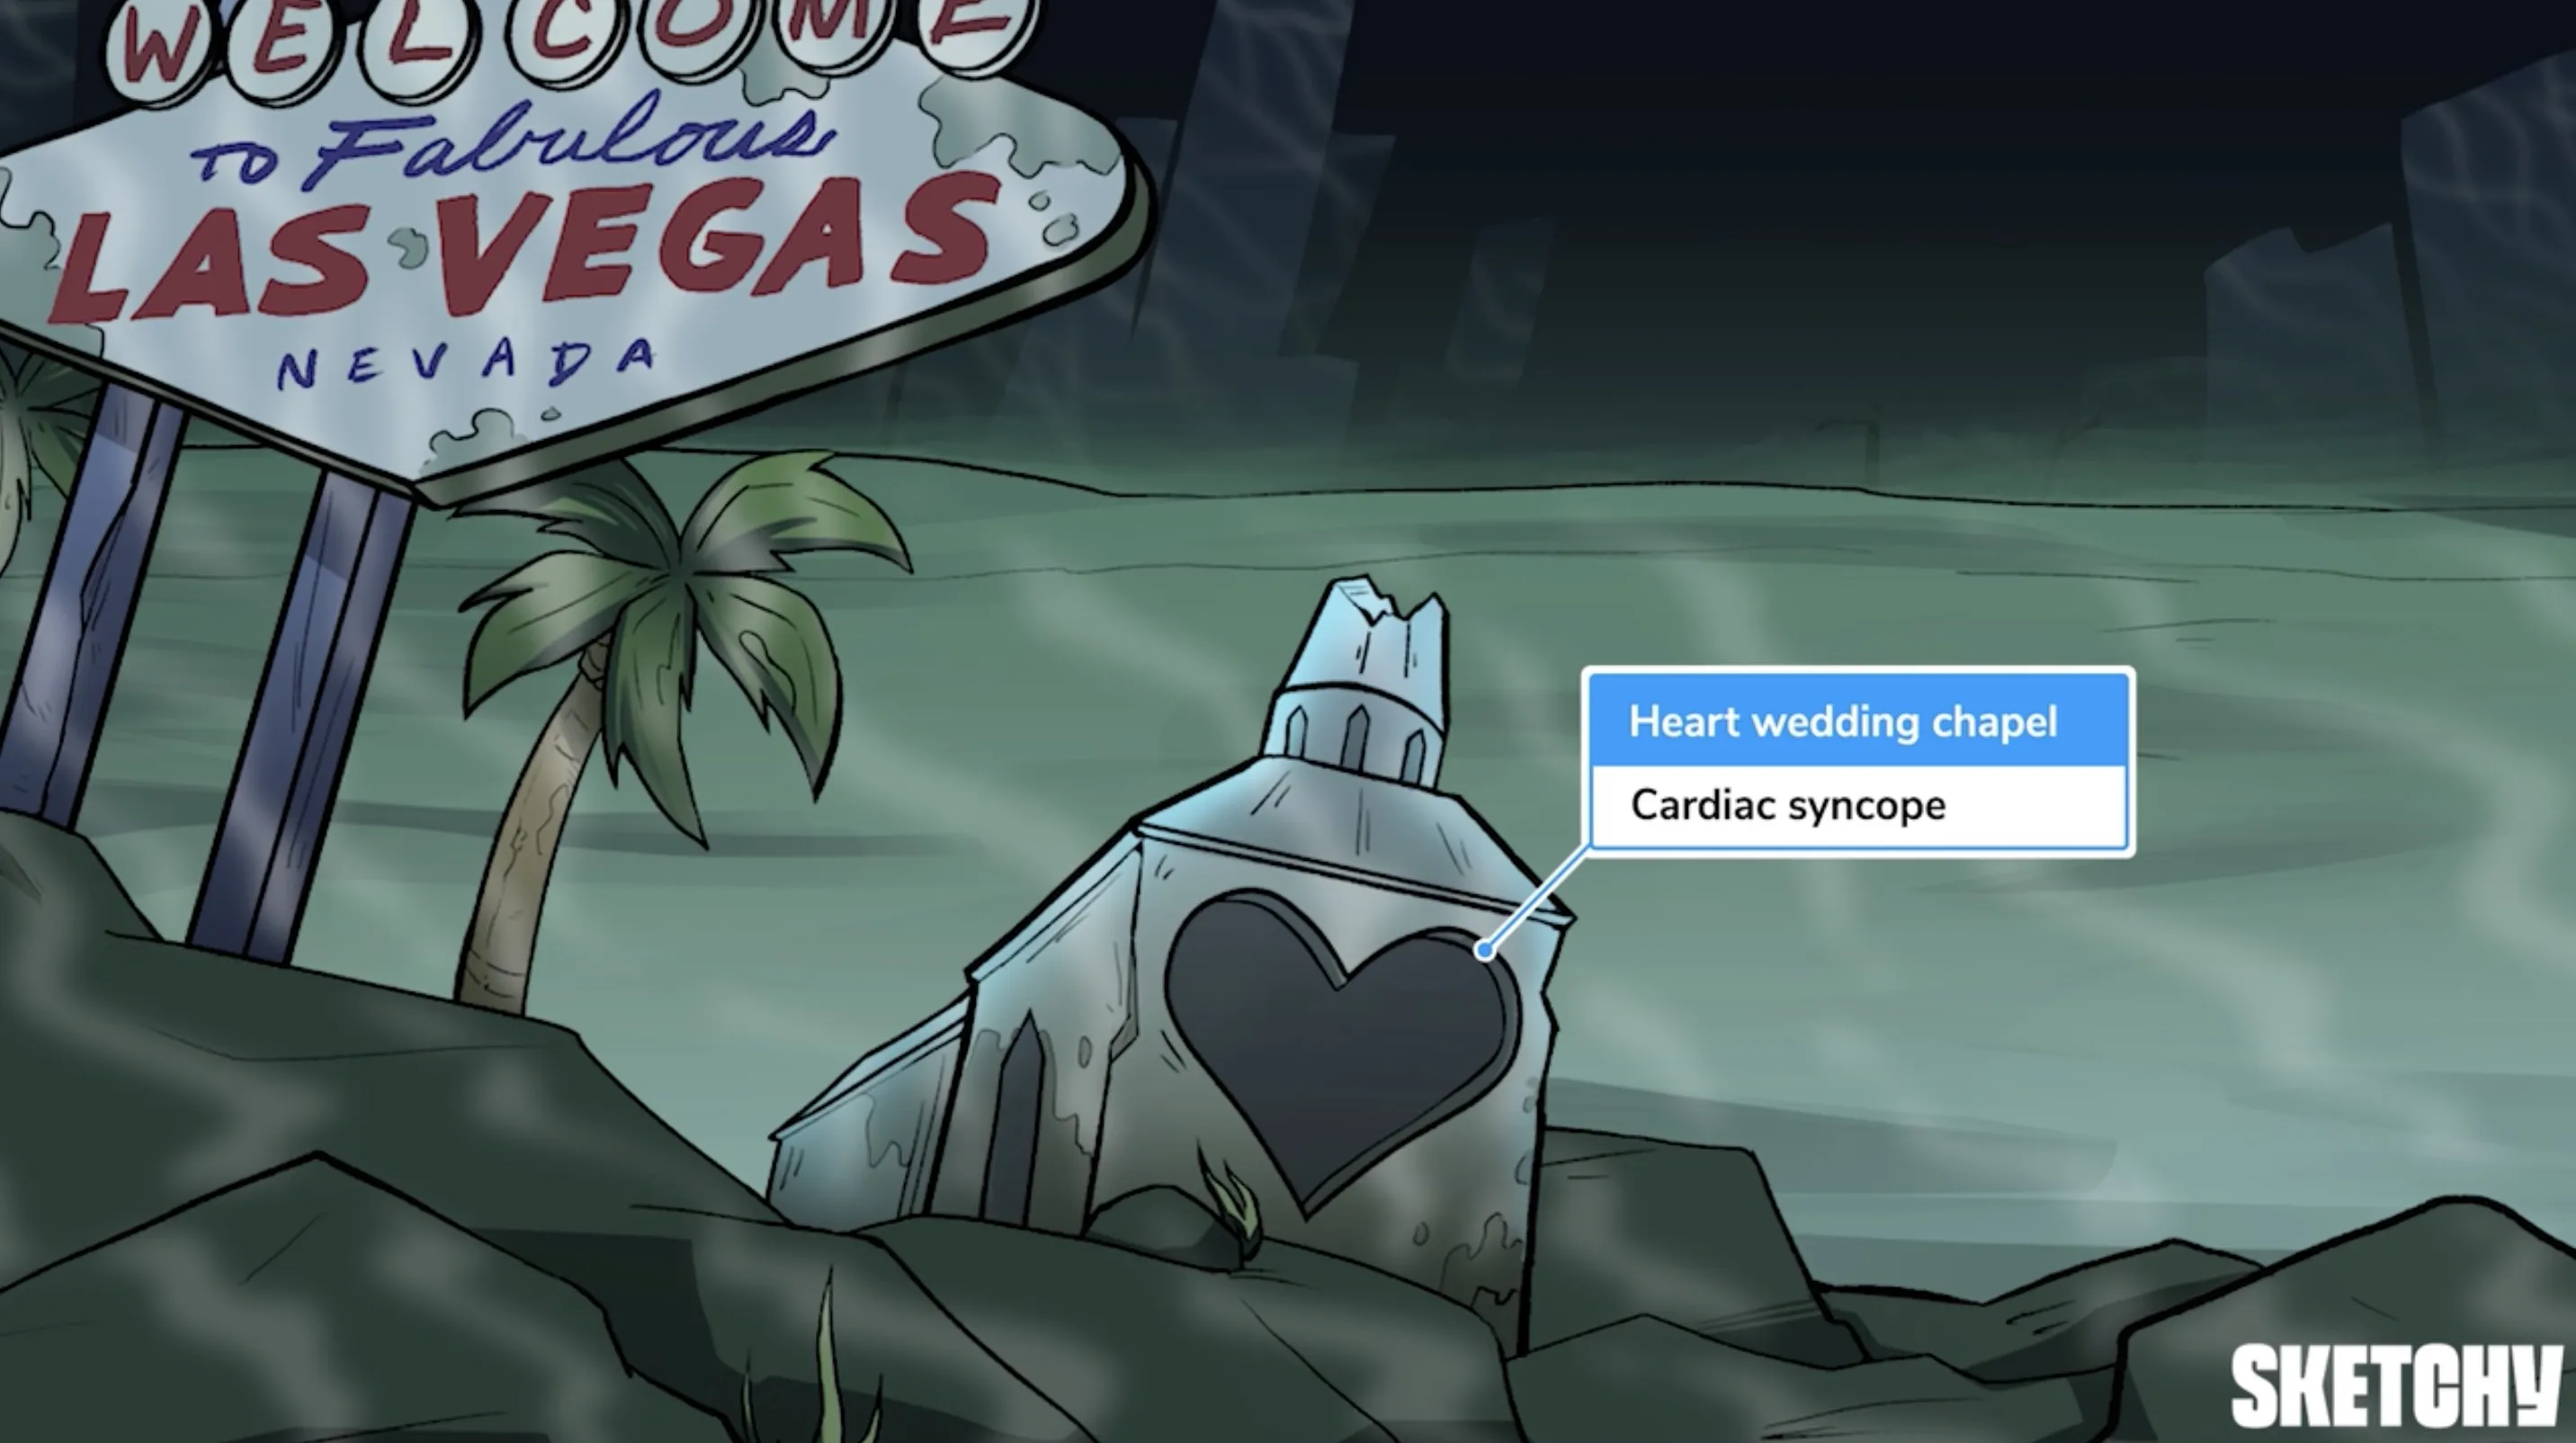 WELCOME
TO Fabulous
LAS VEGAS
NEVADA
Heart wedding chapel
Cardiac syncope
SKETCHY